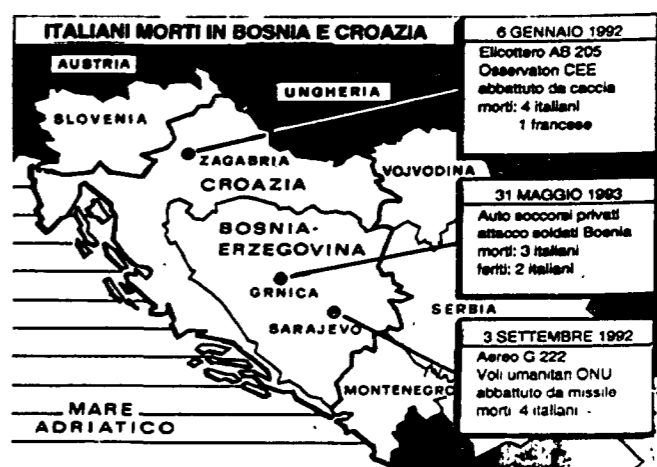 ITALIANI MORTI IN BOSNIA E CROAZIA
AUSTRIA
UNGHERIA
SLOVENIA
ZAGABRIA
CROAZIA
VOJVODINA
BOSNIA-
ERZEGOVINA
GRNICA
SARAJEVO
SERBIA
MONTENEGRO
MARE
ADRIATICO
6 GENNAIO 1992
Elicottero AB 205
Osservatori CEE
abbattuto da caccia
morti: 4 italiani
1 francese
31 MAGGIO 1993
Auto soccorsi privati
attacco soldati Bosnia
morti: 3 italiani
feriti: 2 italiani
3 SETTEMBRE 1992
Aereo G 222
Voli umanitari ONU
abbattuto da missile
morti 4 italiani